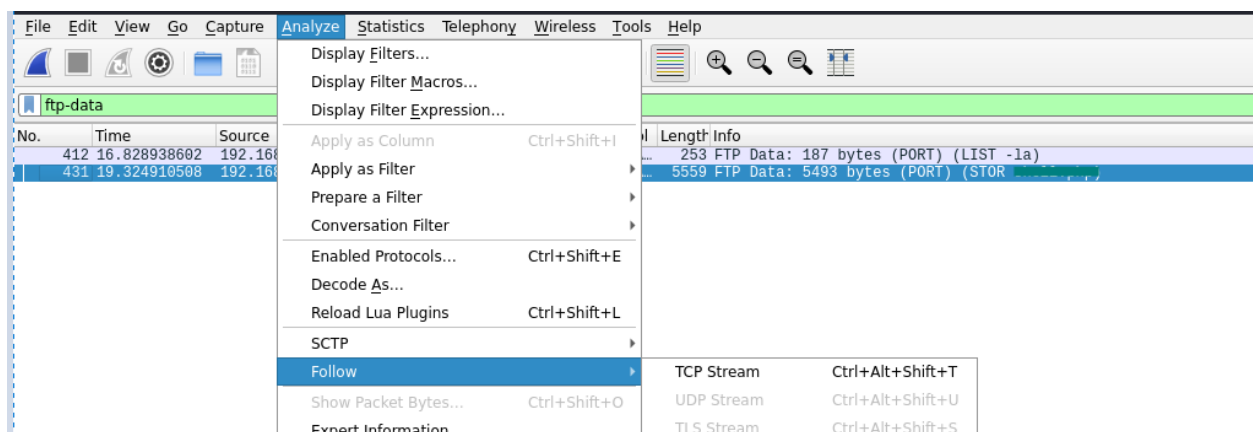 File Edit View Go Capture Analyze Statistics Telephony Wireless Tools Help
Display Filters...
Display Filter Macros...
ftp-data
Display Filter Expression...
No. Time Source Length Info
Apply as Column Ctrl+Shift+I
412 16.828938602 192.168 253 FTP Data: 187 bytes (PORT) (LIST -la)
Apply as Filter
431 19.324910508 192.168 5559 FTP Data: 5493 bytes (PORT) (STOR
Prepare a Filter
Conversation Filter
Enabled Protocols... Ctrl+Shift+E
Decode As...
Reload Lua Plugins Ctrl+Shift+L
SCTP
Follow TCP Stream Ctrl+Alt+Shift+T
Show Packet Bytes... Ctrl+Shift+O UDP Stream Ctrl+Alt+Shift+U
Expert Information TLS Stream Ctrl+Alt+Shift+S